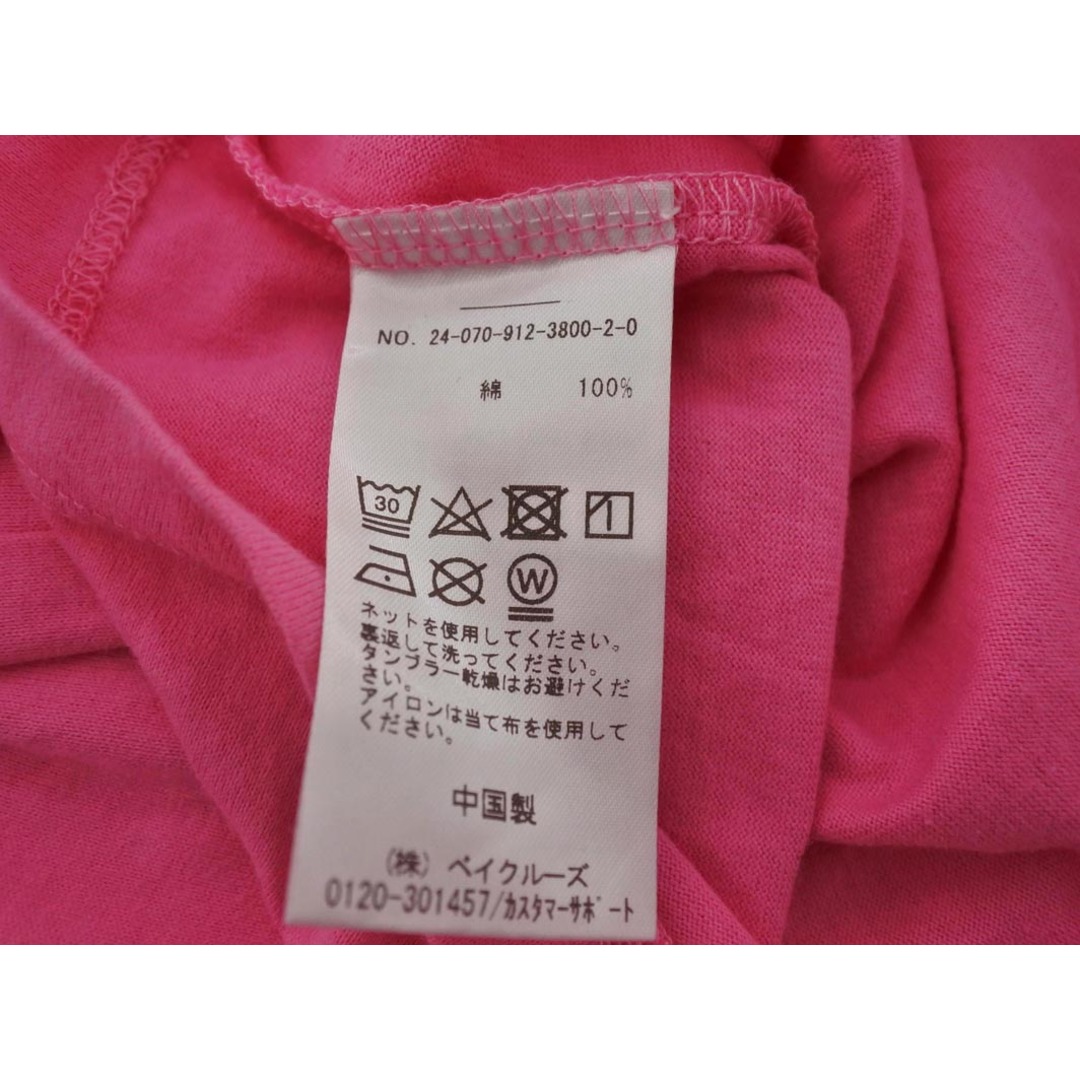 NO. 24-070-912-3800-2-0
綿 100%
30
W
ネットを使用してください。
裏返して洗ってください。
タンブラー乾燥はお避けくだ
さい。
アイロンは当て布を使用して
ください。
中国製
(株) ベイクルーズ
0120-301457/カスタマーサポート